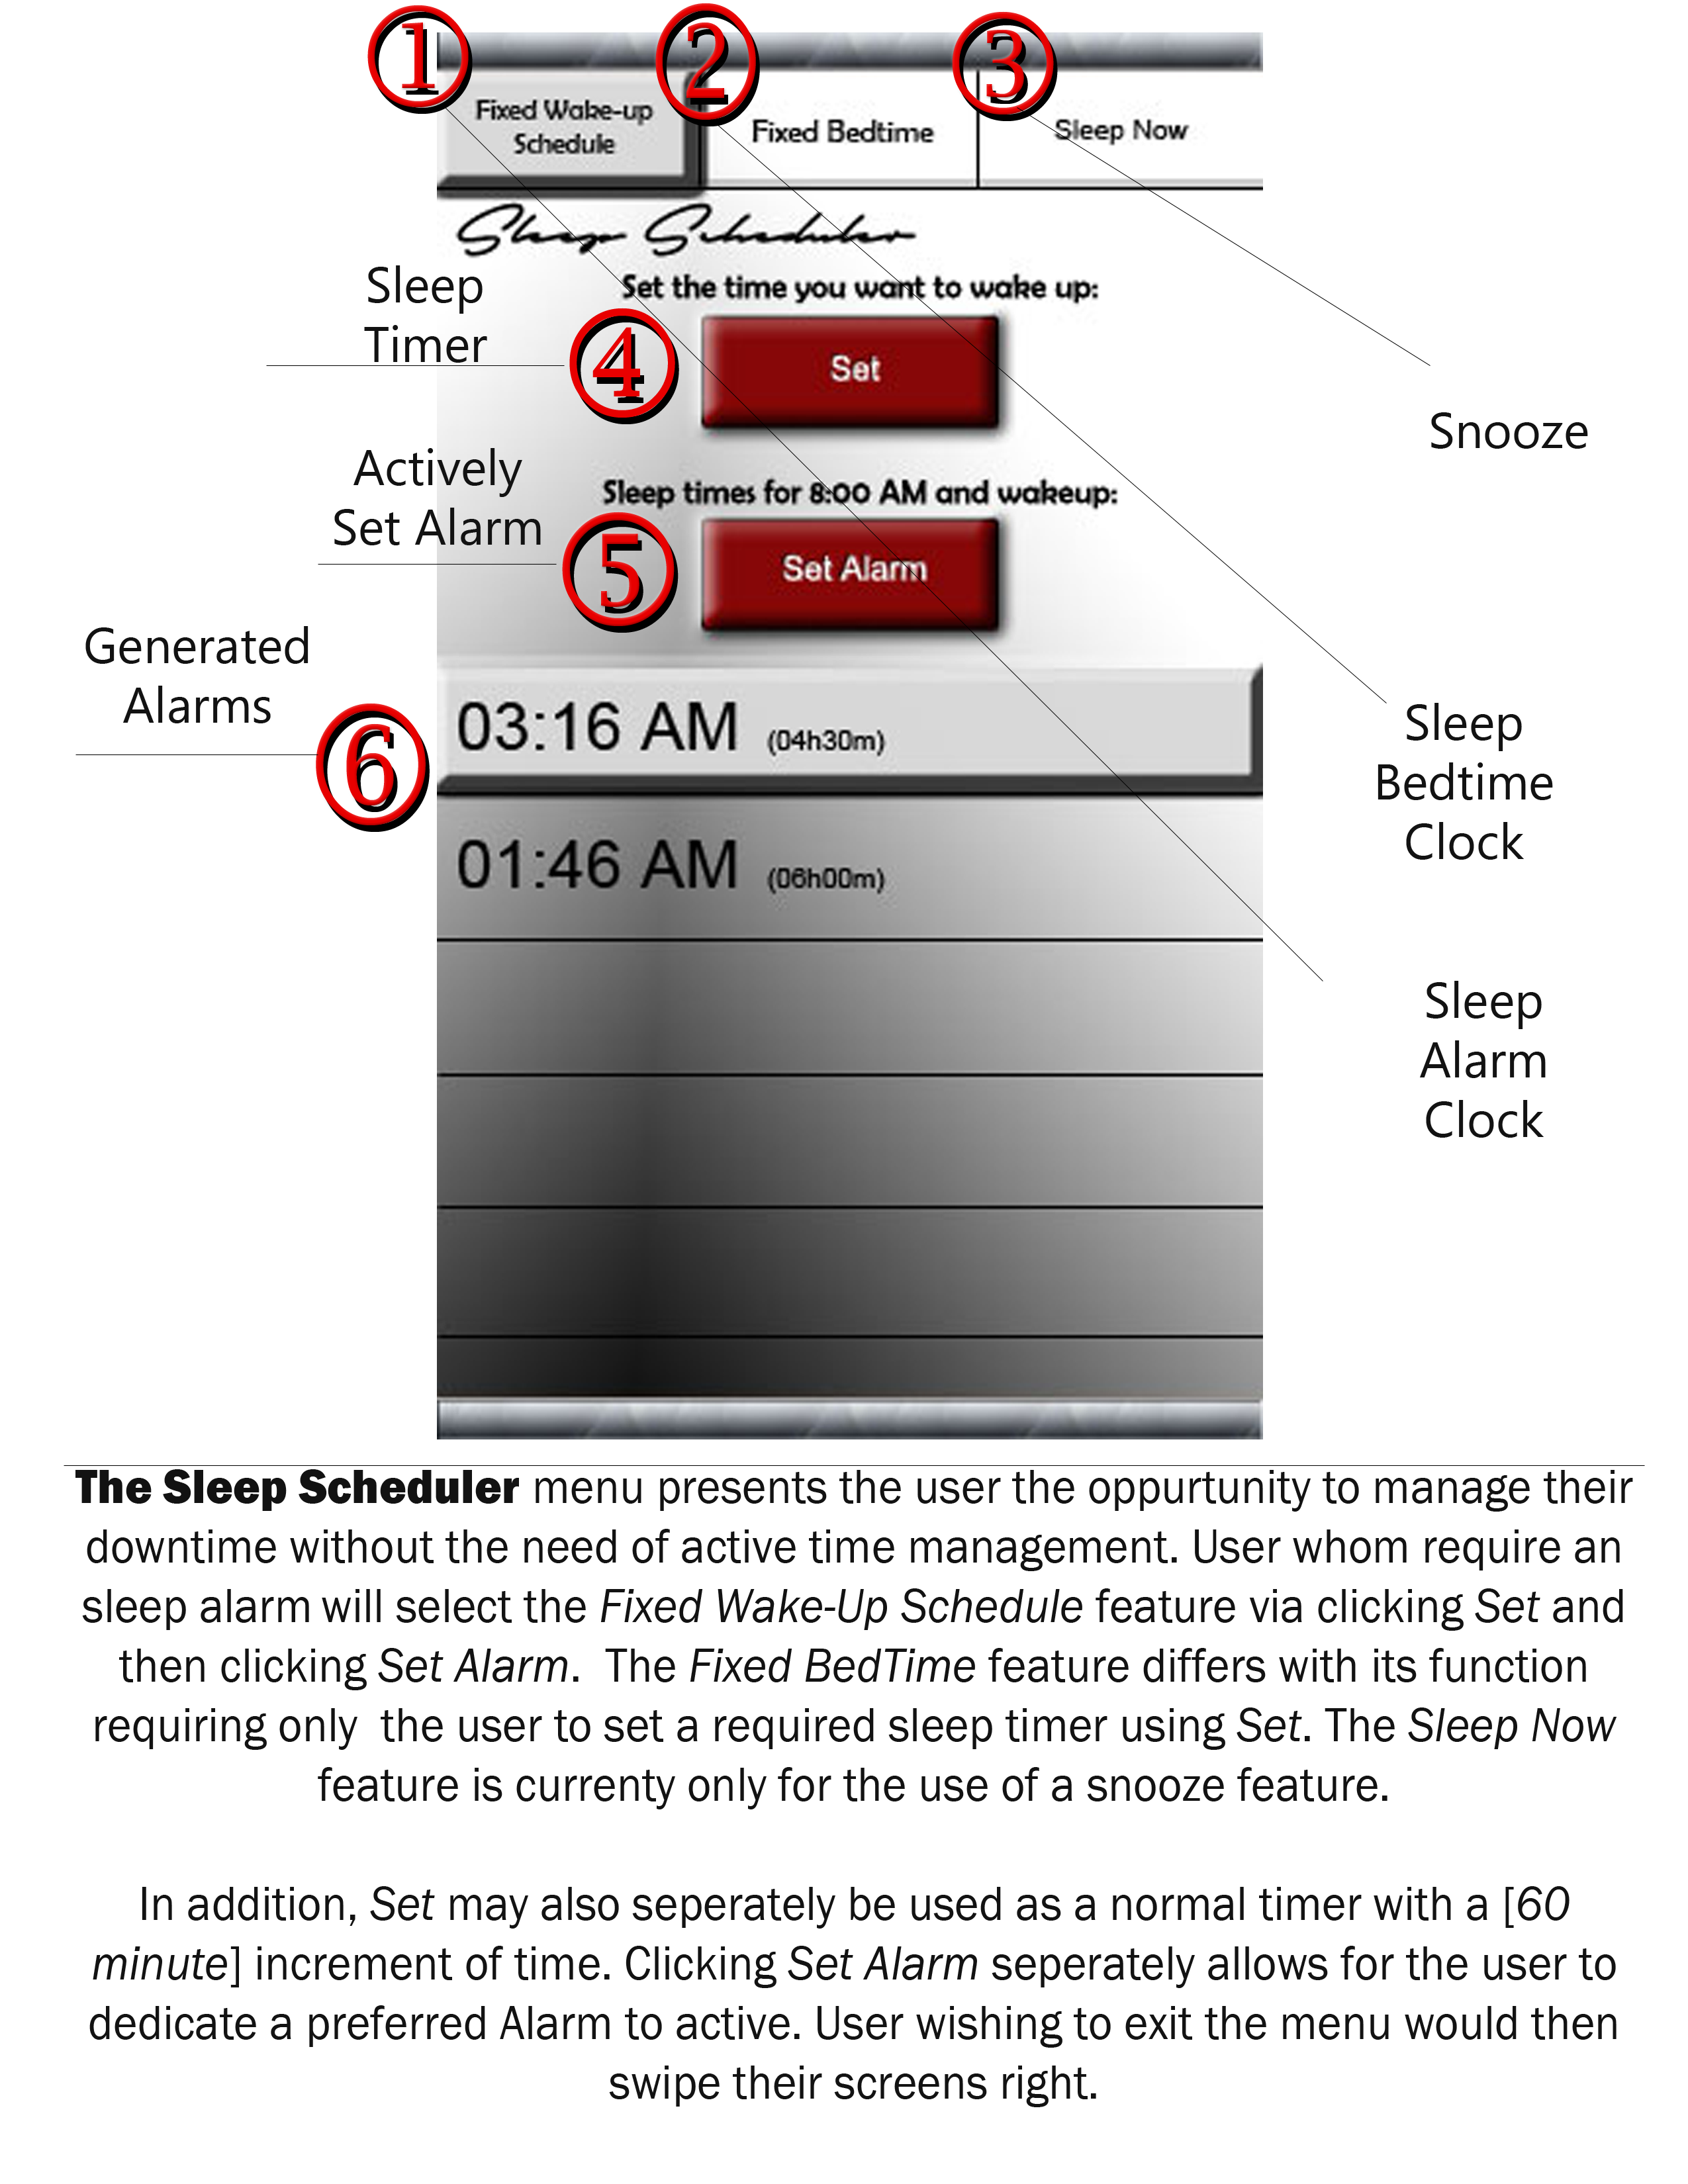 1
2
3
Fixed Wake-up
Schedule
Fixed Bedtime
Sleep Now
Sleep Scheduler
Sleep
Timer
Set the time you want to wake up:
4
Set
Snooze
Actively
Set Alarm
Sleep times for 8:00 AM and wakeup:
5
Set Alarm
Generated
Alarms
6
03:16 AM (04h30m)
Sleep
Bedtime
Clock
01:46 AM (06h00m)
Sleep
Alarm
Clock
The Sleep Scheduler menu presents the user the oppurtunity to manage their
downtime without the need of active time management. User whom require an
sleep alarm will select the Fixed Wake-Up Schedule feature via clicking Set and
then clicking Set Alarm. The Fixed BedTime feature differs with its function
requiring only the user to set a required sleep timer using Set. The Sleep Now
feature is currenty only for the use of a snooze feature.
In addition, Set may also seperately be used as a normal timer with a [60
minute] increment of time. Clicking Set Alarm seperately allows for the user to
dedicate a preferred Alarm to active. User wishing to exit the menu would then
swipe their screens right.